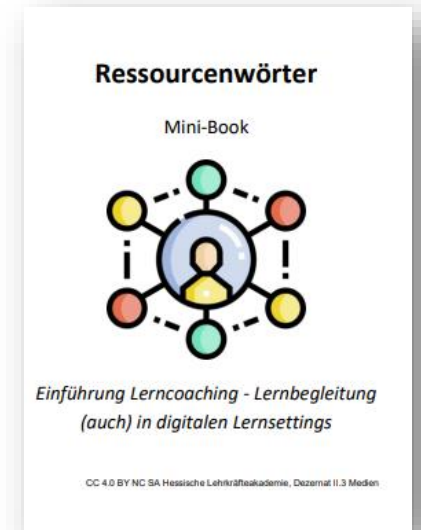 Ressourcenwörter
Mini-Book
Einführung Lerncoaching - Lernbegleitung
(auch) in digitalen Lernsettings
CC 4.0 BY NC SA Hessische Lehrkräfteakademie, Dezernat II.3 Medien